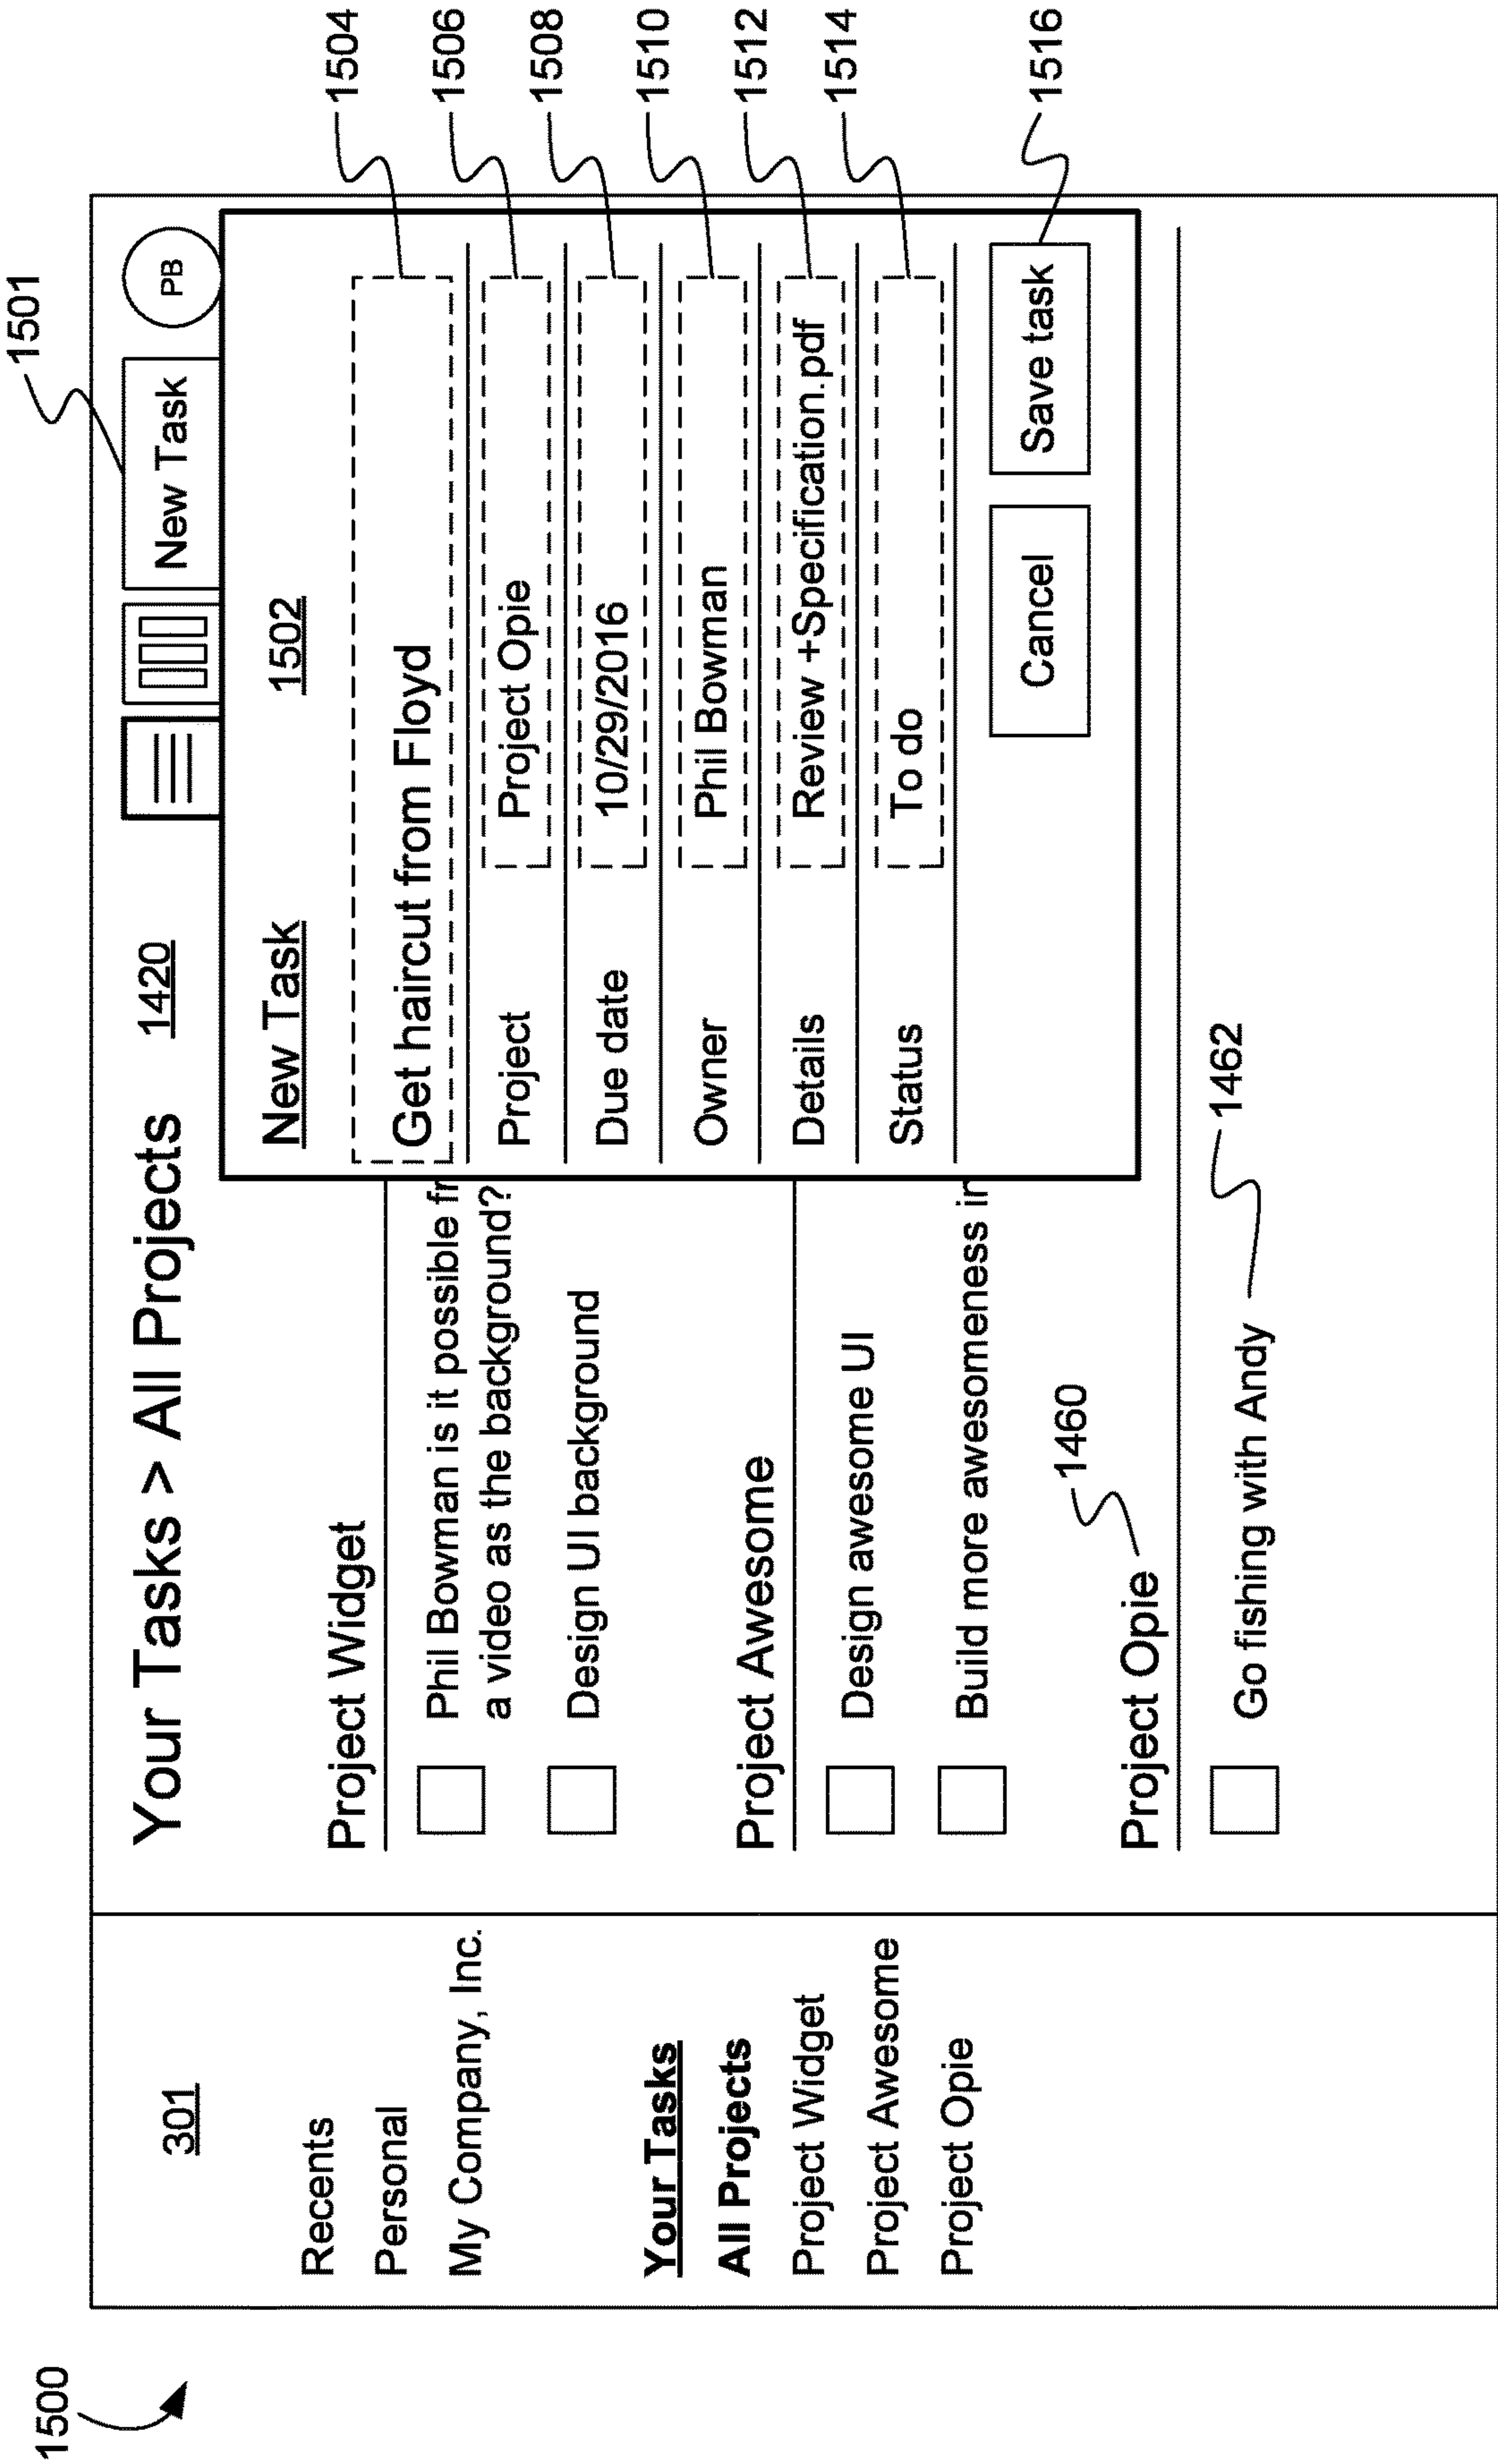 1500
1501
301
Recents
Personal
My Company, Inc.
Your Tasks
All Projects
Project Widget
Project Awesome
Project Opie
Your Tasks > All Projects 1420
New Task
PB
Project Widget
Phil Bowman is it possible fr
a video as the background?
Design UI background
Project Awesome
Design awesome UI
Build more awesomeness in
Project Opie
1460
Go fishing with Andy
1462
New Task 1502
Get haircut from Floyd 1504
Project Project Opie 1506
Due date 10/29/2016 1508
Owner Phil Bowman 1510
Details Review +Specification.pdf 1512
Status To do 1514
Cancel Save task 1516